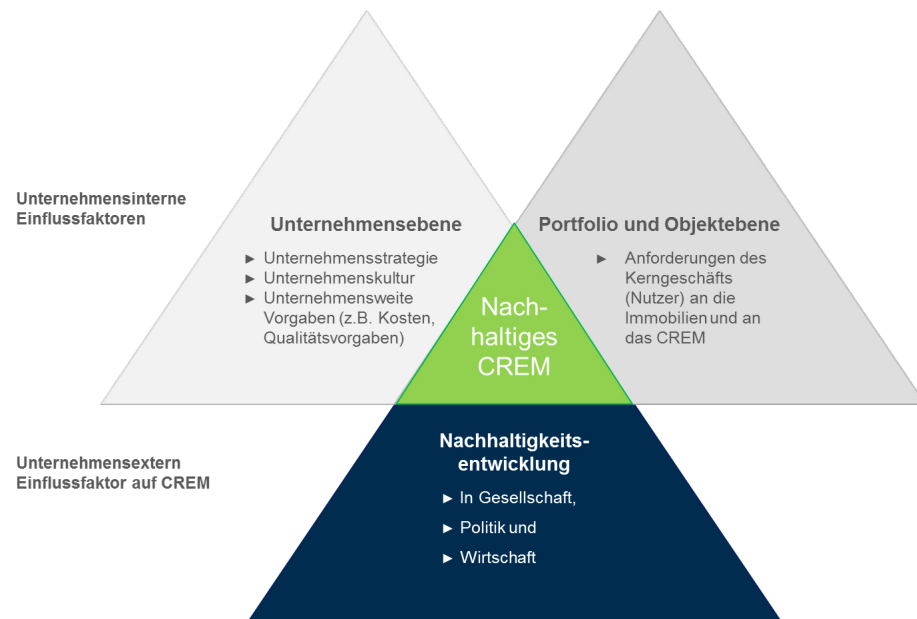 Unternehmensinterne
Einflussfaktoren
Unternehmensebene
► Unternehmensstrategie
► Unternehmenskultur
► Unternehmensweite
Vorgaben (z.B. Kosten,
Qualitätsvorgaben)
Portfolio und Objektebene
► Anforderungen des
Kerngeschäfts
(Nutzer) an die
Immobilien und an
das CREM
Nach-
haltiges
CREM
Unternehmensextern
Einflussfaktor auf CREM
Nachhaltigkeits-
entwicklung
► In Gesellschaft,
► Politik und
► Wirtschaft